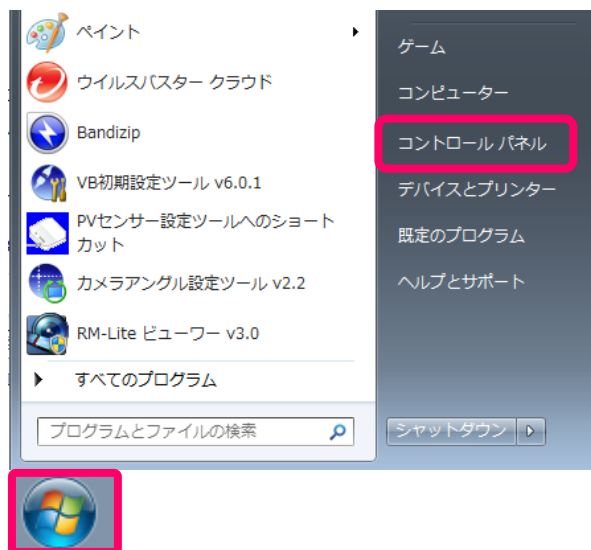 ペイント
ウイルスバスター クラウド
Bandizip
VB初期設定ツール v6.0.1
PVセンサー設定ツールへのショート
カット
カメラアングル設定ツール v2.2
RM-Lite ビューワー v3.0
すべてのプログラム
プログラムとファイルの検索
ゲーム
コンピューター
コントロール パネル
デバイスとプリンター
既定のプログラム
ヘルプとサポート
シャットダウン